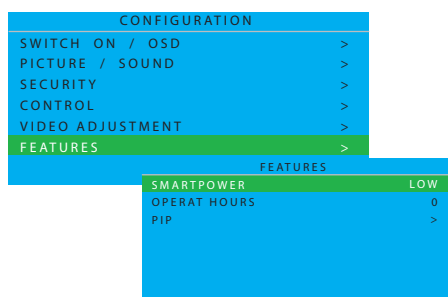 CONFIGURATION
SWITCH ON / OSD >
PICTURE / SOUND >
SECURITY >
CONTROL >
VIDEO ADJUSTMENT >
FEATURES >
FEATURES
SMARTPOWER LOW
OPERAT HOURS 0
PIP >